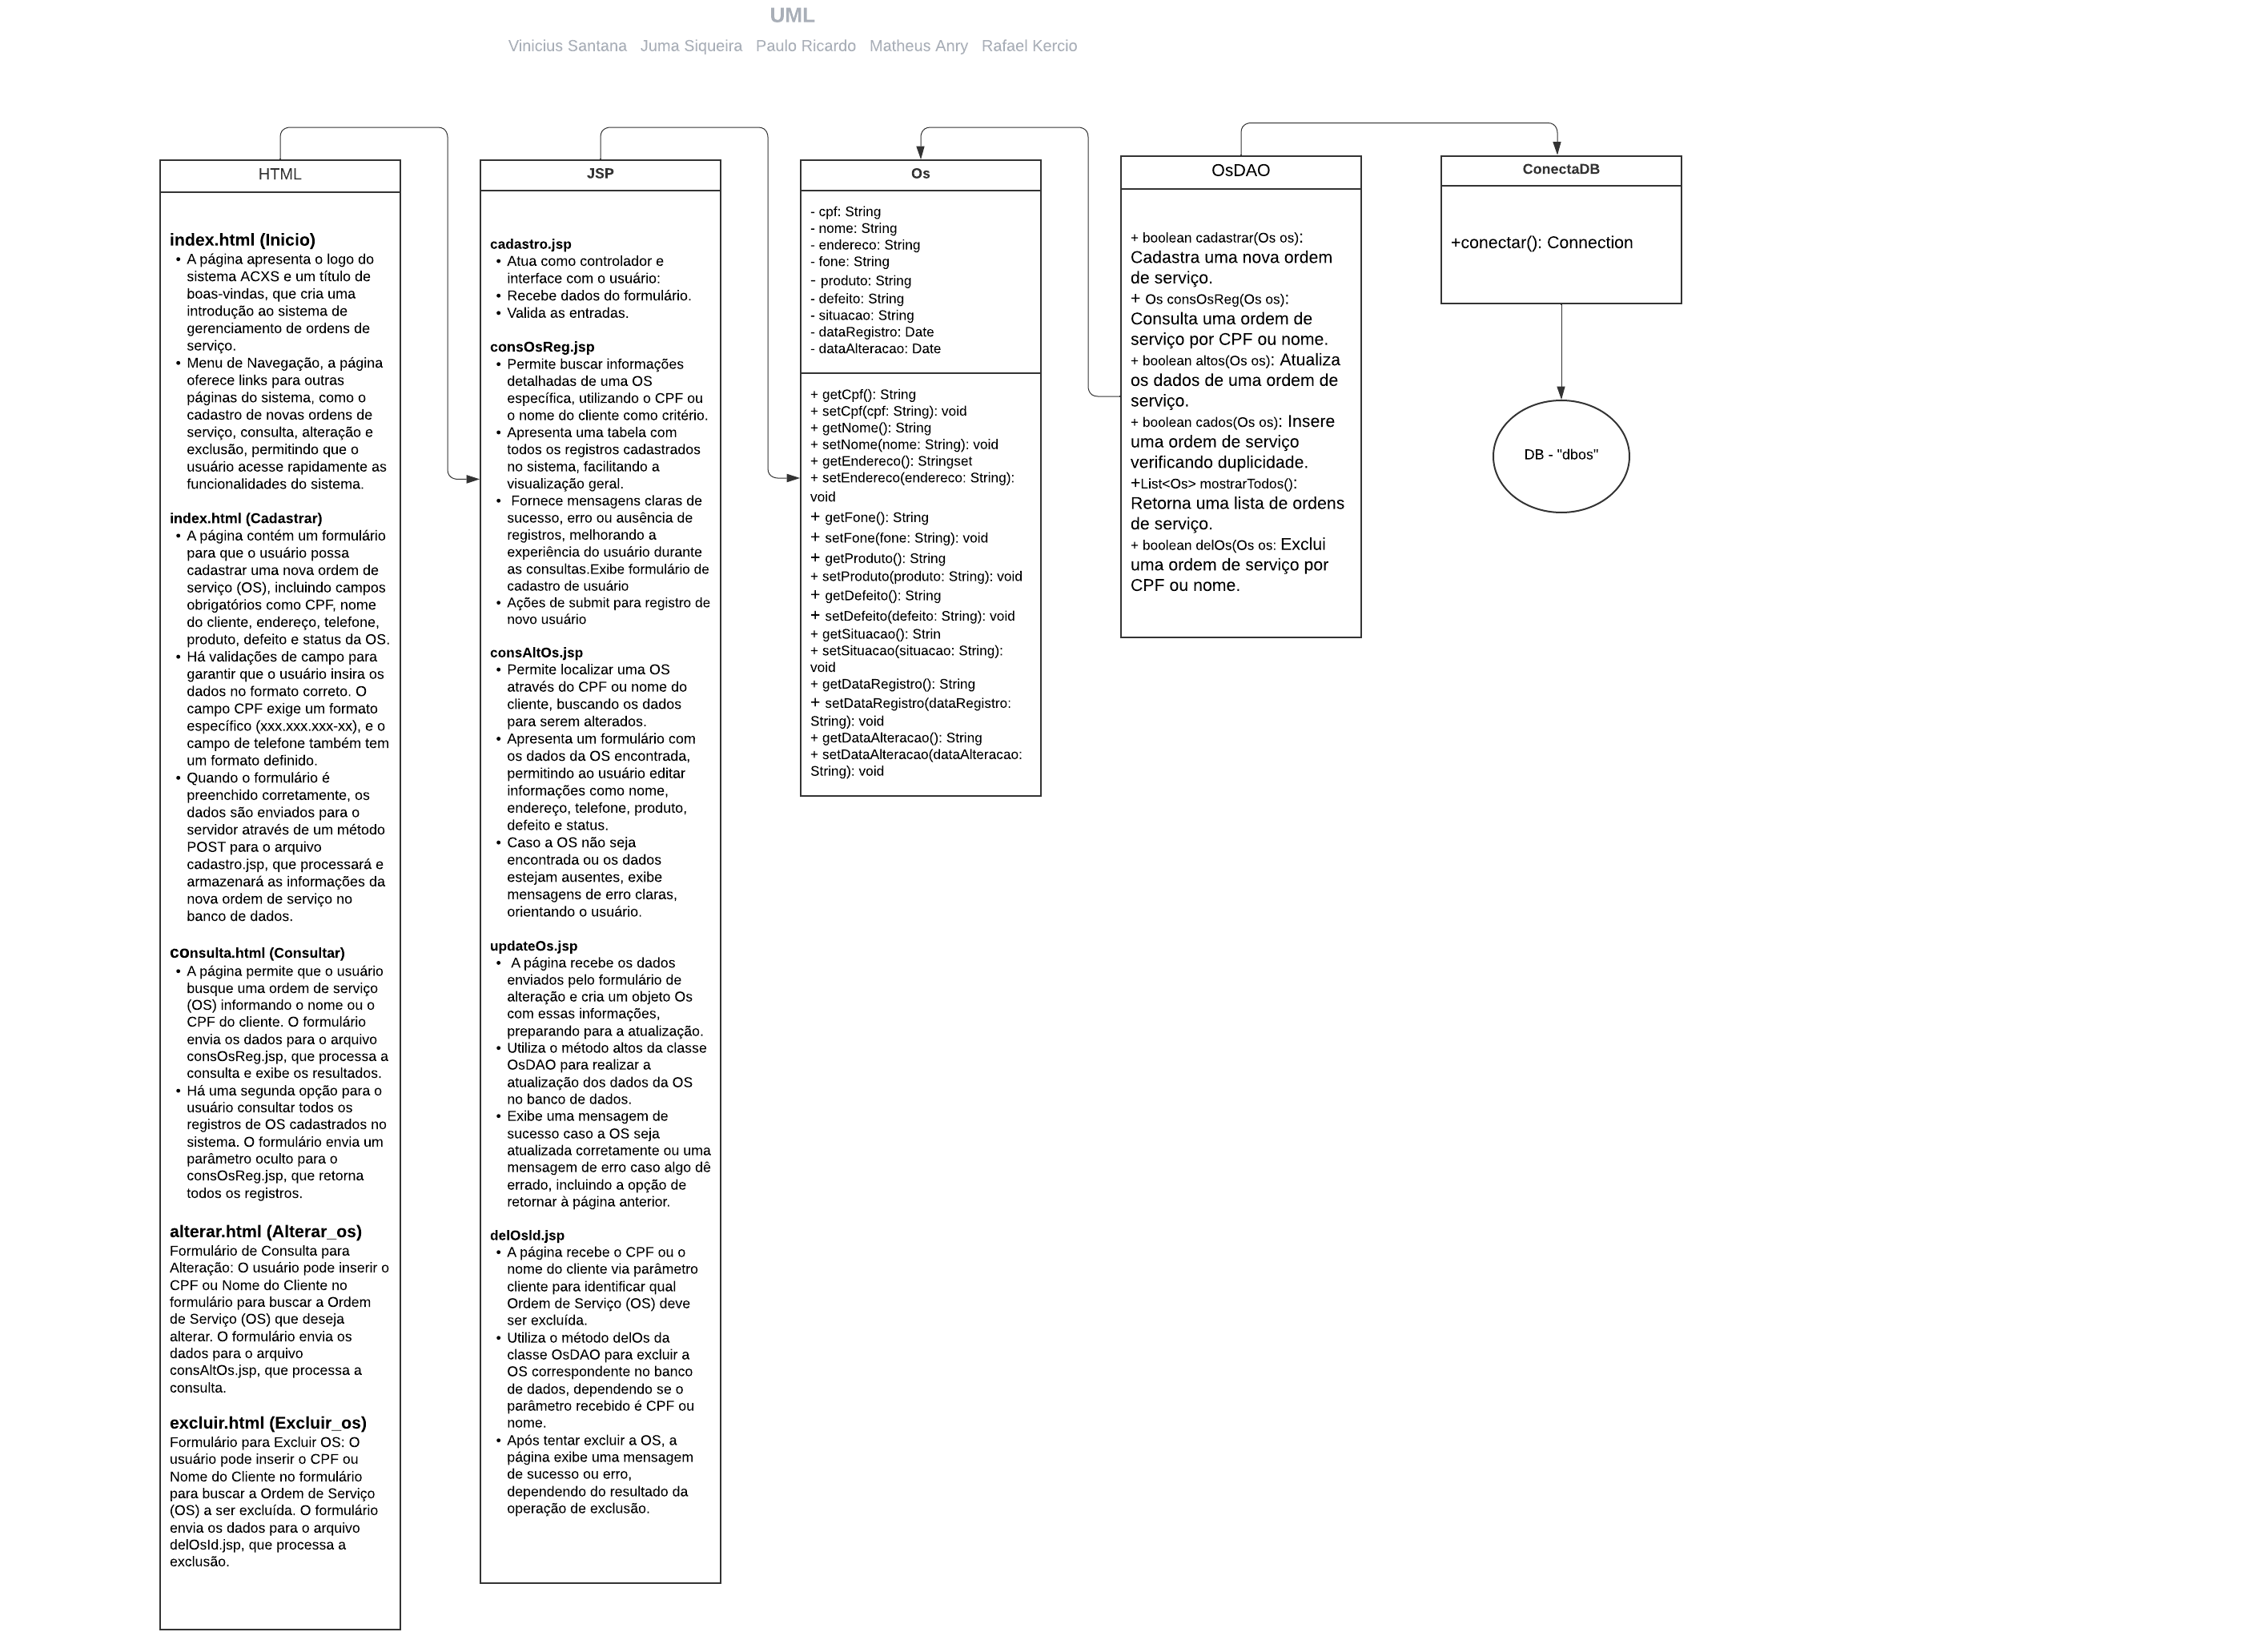 UML
Vinicius Santana   Juma Siqueira   Paulo Ricardo   Matheus Anry   Rafael Kercio
HTML
index.html (Inicio)
• A página apresenta o logo do
sistema ACXS e um título de
boas-vindas, que cria uma
introdução ao sistema de
gerenciamento de ordens de
serviço.
• Menu de Navegação, a página
oferece links para outras
páginas do sistema, como o
cadastro de novas ordens de
serviço, consulta, alteração e
exclusão, permitindo que o
usuário acesse rapidamente as
funcionalidades do sistema.
index.html (Cadastrar)
• A página contém um formulário
para que o usuário possa
cadastrar uma nova ordem de
serviço (OS), incluindo campos
obrigatórios como CPF, nome
do cliente, endereço, telefone,
produto, defeito e status da OS.
• Há validações de campo para
garantir que o usuário insira os
dados no formato correto. O
campo CPF exige um formato
específico (xxx.xxx.xxx-xx), e o
campo de telefone também tem
um formato definido.
• Quando o formulário é
preenchido corretamente, os
dados são enviados para o
servidor através de um método
POST para o arquivo
cadastro.jsp, que processará e
armazenará as informações da
nova ordem de serviço no
banco de dados.
consulta.html (Consultar)
• A página permite que o usuário
busque uma ordem de serviço
(OS) informando o nome ou o
CPF do cliente. O formulário
envia os dados para o arquivo
consOsReg.jsp, que processa a
consulta e exibe os resultados.
• Há uma segunda opção para o
usuário consultar todos os
registros de OS cadastrados no
sistema. O formulário envia um
parâmetro oculto para o
consOsReg.jsp, que retorna
todos os registros.
alterar.html (Alterar_os)
Formulário de Consulta para
Alteração: O usuário pode inserir o
CPF ou Nome do Cliente no
formulário para buscar a Ordem
de Serviço (OS) que deseja
alterar. O formulário envia os
dados para o arquivo
consAltOs.jsp, que processa a
consulta.
excluir.html (Excluir_os)
Formulário para Excluir OS: O
usuário pode inserir o CPF ou
Nome do Cliente no formulário
para buscar a Ordem de Serviço
(OS) a ser excluída. O formulário
envia os dados para o arquivo
delOsId.jsp, que processa a
exclusão.
JSP
cadastro.jsp
• Atua como controlador e
interface com o usuário:
• Recebe dados do formulário.
• Valida as entradas.
consOsReg.jsp
• Permite buscar informações
detalhadas de uma OS
específica, utilizando o CPF ou
o nome do cliente como critério.
• Apresenta uma tabela com
todos os registros cadastrados
no sistema, facilitando a
visualização geral.
• Fornece mensagens claras de
sucesso, erro ou ausência de
registros, melhorando a
experiência do usuário durante
as consultas.Exibe formulário de
cadastro de usuário
• Ações de submit para registro de
novo usuário
consAltOs.jsp
• Permite localizar uma OS
através do CPF ou nome do
cliente, buscando os dados
para serem alterados.
• Apresenta um formulário com
os dados da OS encontrada,
permitindo ao usuário editar
informações como nome,
endereço, telefone, produto,
defeito e status.
• Caso a OS não seja
encontrada ou os dados
estejam ausentes, exibe
mensagens de erro claras,
orientando o usuário.
updateOs.jsp
• A página recebe os dados
enviados pelo formulário de
alteração e cria um objeto Os
com essas informações,
preparando para a atualização.
• Utiliza o método altos da classe
OsDAO para realizar a
atualização dos dados da OS
no banco de dados.
• Exibe uma mensagem de
sucesso caso a OS seja
atualizada corretamente ou uma
mensagem de erro caso algo dê
errado, incluindo a opção de
retornar à página anterior.
delOsId.jsp
• A página recebe o CPF ou o
nome do cliente via parâmetro
cliente para identificar qual
Ordem de Serviço (OS) deve
ser excluída.
• Utiliza o método delOs da
classe OsDAO para excluir a
OS correspondente no banco
de dados, dependendo se o
parâmetro recebido é CPF ou
nome.
• Após tentar excluir a OS, a
página exibe uma mensagem
de sucesso ou erro,
dependendo do resultado da
operação de exclusão.
Os
- cpf: String
- nome: String
- endereco: String
- fone: String
- produto: String
- defeito: String
- situacao: String
- dataRegistro: Date
- dataAlteracao: Date
+ getCpf(): String
+ setCpf(cpf: String): void
+ getNome(): String
+ setNome(nome: String): void
+ getEndereco(): Stringset
+ setEndereco(endereco: String):
void
+ getFone(): String
+ setFone(fone: String): void
+ getProduto(): String
+ setProduto(produto: String): void
+ getDefeito(): String
+ setDefeito(defeito: String): void
+ getSituacao(): Strin
+ setSituacao(situacao: String):
void
+ getDataRegistro(): String
+ setDataRegistro(dataRegistro:
String): void
+ getDataAlteracao(): String
+ setDataAlteracao(dataAlteracao:
String): void
OsDAO
+ boolean cadastrar(Os os):
Cadastra uma nova ordem
de serviço.
+ Os consOsReg(Os os):
Consulta uma ordem de
serviço por CPF ou nome.
+ boolean altos(Os os): Atualiza
os dados de uma ordem de
serviço.
+ boolean cados(Os os): Insere
uma ordem de serviço
verificando duplicidade.
+List<Os> mostrarTodos():
Retorna uma lista de ordens
de serviço.
+ boolean delOs(Os os: Exclui
uma ordem de serviço por
CPF ou nome.
ConectaDB
+conectar(): Connection
DB - "dbos"